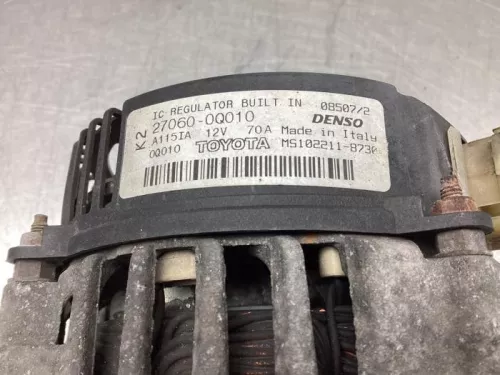 IC REGULATOR BUILT IN 08507/2
K2 27060-0Q010 DENSO
A115IA 12V 70A Made in Italy
0Q010 TOYOTA MS102211-8730